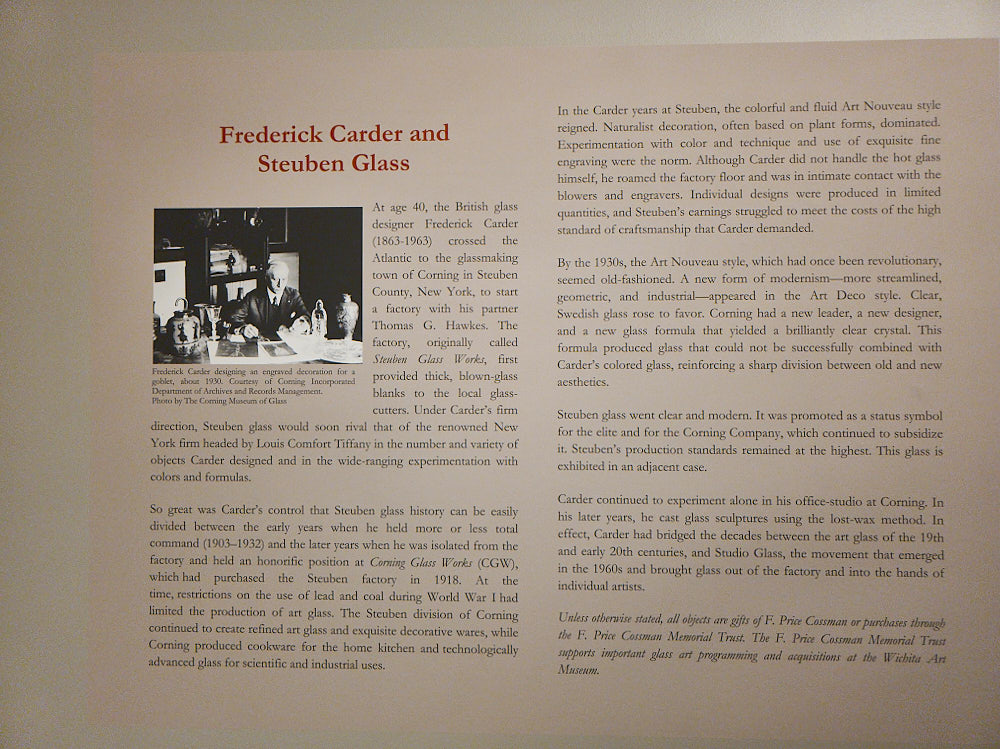 Frederick Carder and
Steuben Glass
At age 40, the British glass
designer Frederick Carder
(1863-1963) crossed the
Atlantic to the glassmaking
town of Corning in Steuben
County, New York, to start
a factory with his partner
Thomas G. Hawkes. The
factory, originally called
Steuben Glass Works, first
provided thick, blown-glass
blanks to the local glass-
cutters. Under Carder's firm
direction, Steuben glass would soon rival that of the renowned New
York firm headed by Louis Comfort Tiffany in the number and variety of
objects Carder designed and in the wide-ranging experimentation with
colors and formulas.
Frederick Carder designing an engraved decoration for a
goblet, about 1930. Courtesy of Corning Incorporated
Department of Archives and Records Management.
Photo by The Corning Museum of Glass
So great was Carder's control that Steuben glass history can be easily
divided between the early years when he held more or less total
command (1903–1932) and the later years when he was isolated from the
factory and held an honorific position at Corning Glass Works (CGW),
which had purchased the Steuben factory in 1918. At the
time, restrictions on the use of lead and coal during World War I had
limited the production of art glass. The Steuben division of Corning
continued to create refined art glass and exquisite decorative wares, while
Corning produced cookware for the home kitchen and technologically
advanced glass for scientific and industrial uses.
In the Carder years at Steuben, the colorful and fluid Art Nouveau style
reigned. Naturalist decoration, often based on plant forms, dominated.
Experimentation with color and technique and use of exquisite fine
engraving were the norm. Although Carder did not handle the hot glass
himself, he roamed the factory floor and was in intimate contact with the
blowers and engravers. Individual designs were produced in limited
quantities, and Steuben's earnings struggled to meet the costs of the high
standard of craftsmanship that Carder demanded.
By the 1930s, the Art Nouveau style, which had once been revolutionary,
seemed old-fashioned. A new form of modernism—more streamlined,
geometric, and industrial—appeared in the Art Deco style. Clear,
Swedish glass rose to favor. Corning had a new leader, a new designer,
and a new glass formula that yielded a brilliantly clear crystal. This
formula produced glass that could not be successfully combined with
Carder's colored glass, reinforcing a sharp division between old and new
aesthetics.
Steuben glass went clear and modern. It was promoted as a status symbol
for the elite and for the Corning Company, which continued to subsidize
it. Steuben's production standards remained at the highest. This glass is
exhibited in an adjacent case.
Carder continued to experiment alone in his office-studio at Corning. In
his later years, he cast glass sculptures using the lost-wax method. In
effect, Carder had bridged the decades between the art glass of the 19th
and early 20th centuries, and Studio Glass, the movement that emerged
in the 1960s and brought glass out of the factory and into the hands of
individual artists.
Unless otherwise stated, all objects are gifts of F. Price Cossman or purchases through
the F. Price Cossman Memorial Trust. The F. Price Cossman Memorial Trust
supports important glass art programming and acquisitions at the Wichita Art
Museum.